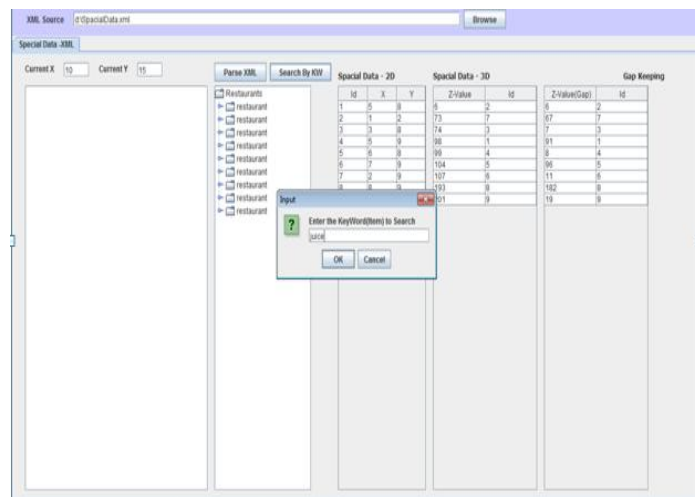 XML Source d:\SpacialData.xml Browse
Special Data -XML
Current X 10 Current Y 15 Parse XML Search By KW Spacial Data - 2D Spacial Data - 3D Gap Keeping
Restaurants Id X Y Z-Value Id Z-Value(Gap) Id
restaurant 1 5 8 6 2 6 2
restaurant 2 1 2 73 7 67 7
restaurant 3 3 8 74 3 7 3
restaurant 4 5 9 98 1 91 1
restaurant 5 6 8 99 4 8 4
restaurant 6 7 9 104 5 96 5
restaurant 7 2 9 107 6 11 6
restaurant 8 8 9 193 8 182 8
restaurant 201 9 19 9
Input
Enter the KeyWord(Item) to Search
juice
OK Cancel